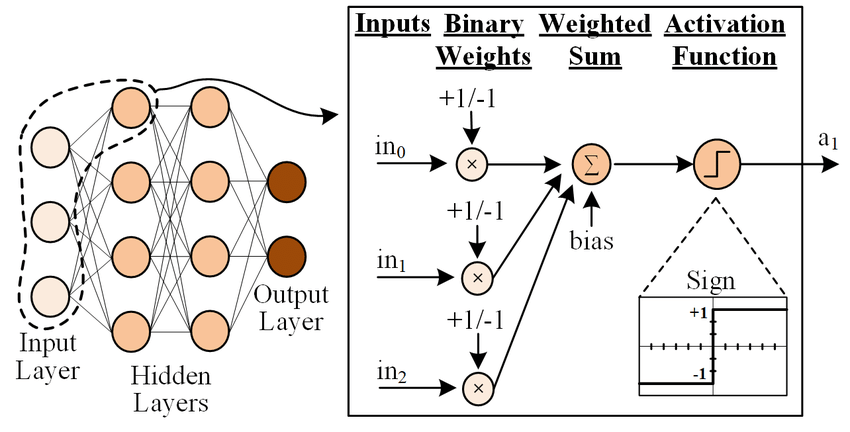 Input
Layer
Hidden
Layers
Output
Layer
Inputs Binary Weighted Activation
Weights Sum Function
+1/-1
in₀
×
Σ
a₁
+1/-1
bias
in₁
×
+1/-1
in₂
×
Sign
+1
-1